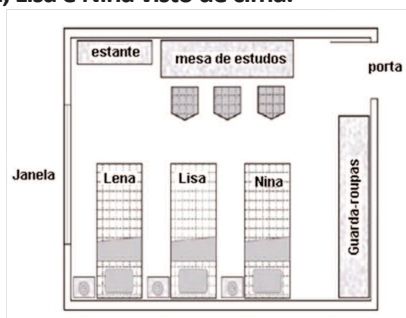 , Lisa e Nina visto de cima.
estante
mesa de estudos
porta
Janela
Lena
Lisa
Nina
Guarda-roupas